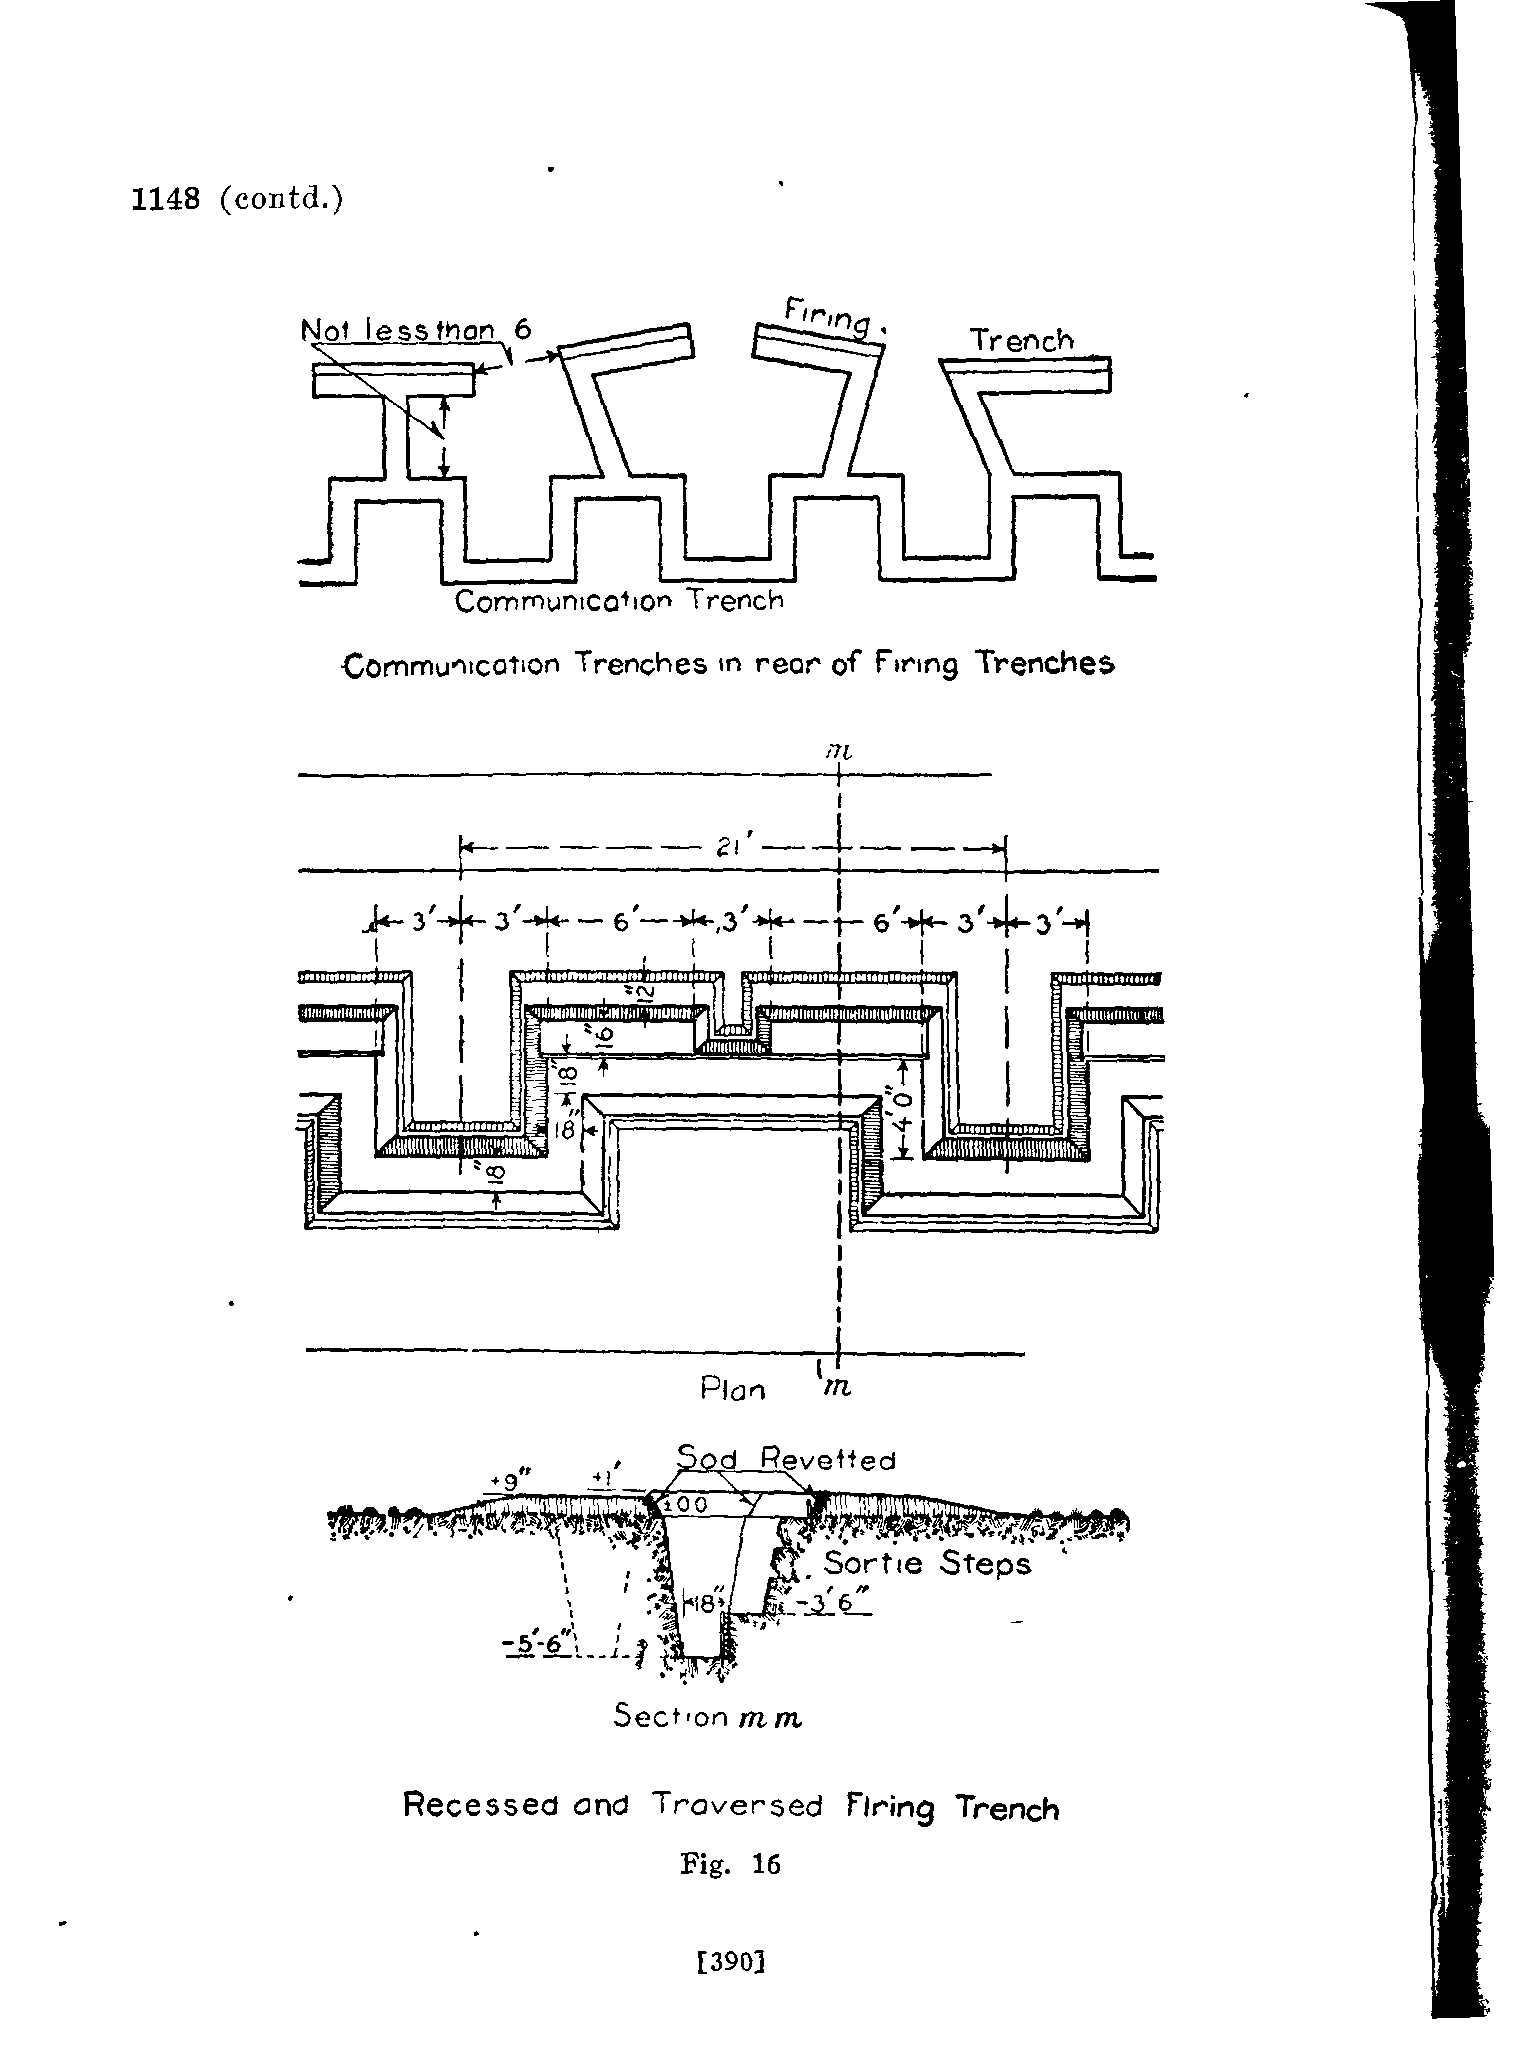 1148 (contd.)
Not less than 6
Firing
Trench
Communication Trench
Communication Trenches in rear of Firing Trenches
m
21'
3' 3' 6' 3' 6' 3' 3'
12"
16"
18"
18"
4'0"
18"
Plan m
Sod Revetted
+9" +1'
±00
Sortie Steps
18" -3'6"
-5'-6"
Section m m
Recessed and Traversed Firing Trench
Fig. 16
[390]